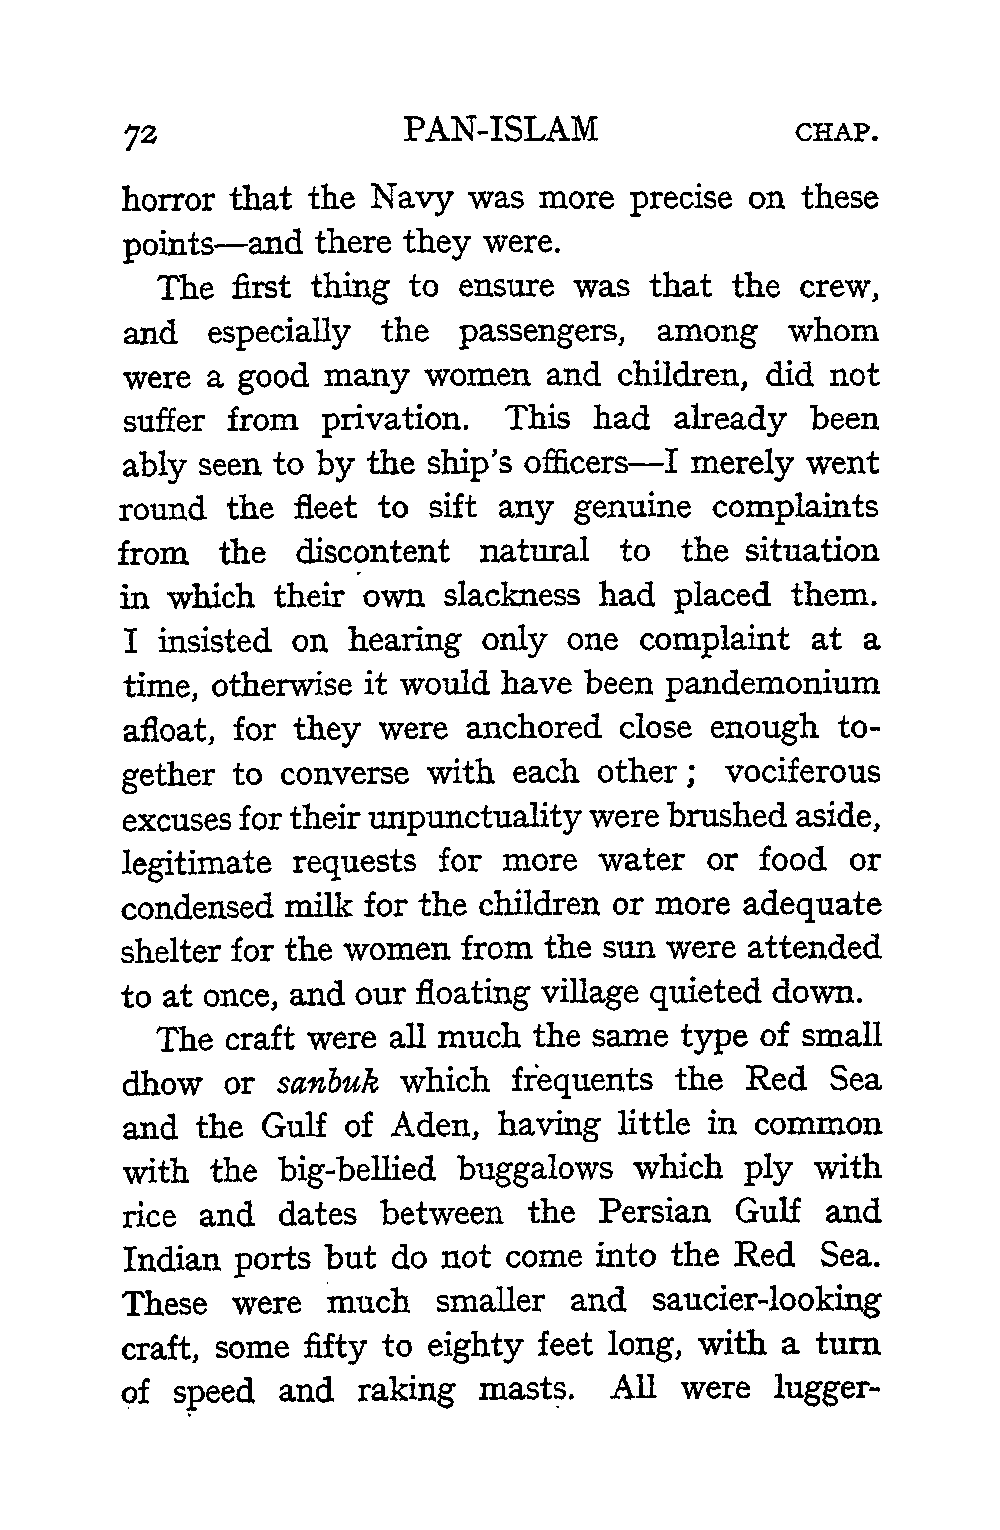 72 PAN-ISLAM CHAP.
horror that the Navy was more precise on these
points—and there they were.
The first thing to ensure was that the crew,
and especially the passengers, among whom
were a good many women and children, did not
suffer from privation. This had already been
ably seen to by the ship's officers—I merely went
round the fleet to sift any genuine complaints
from the discontent natural to the situation
in which their own slackness had placed them.
I insisted on hearing only one complaint at a
time, otherwise it would have been pandemonium
afloat, for they were anchored close enough to-
gether to converse with each other ; vociferous
excuses for their unpunctuality were brushed aside,
legitimate requests for more water or food or
condensed milk for the children or more adequate
shelter for the women from the sun were attended
to at once, and our floating village quieted down.
The craft were all much the same type of small
dhow or sanbuk which frequents the Red Sea
and the Gulf of Aden, having little in common
with the big-bellied buggalows which ply with
rice and dates between the Persian Gulf and
Indian ports but do not come into the Red Sea.
These were much smaller and saucier-looking
craft, some fifty to eighty feet long, with a turn
of speed and raking masts. All were lugger-